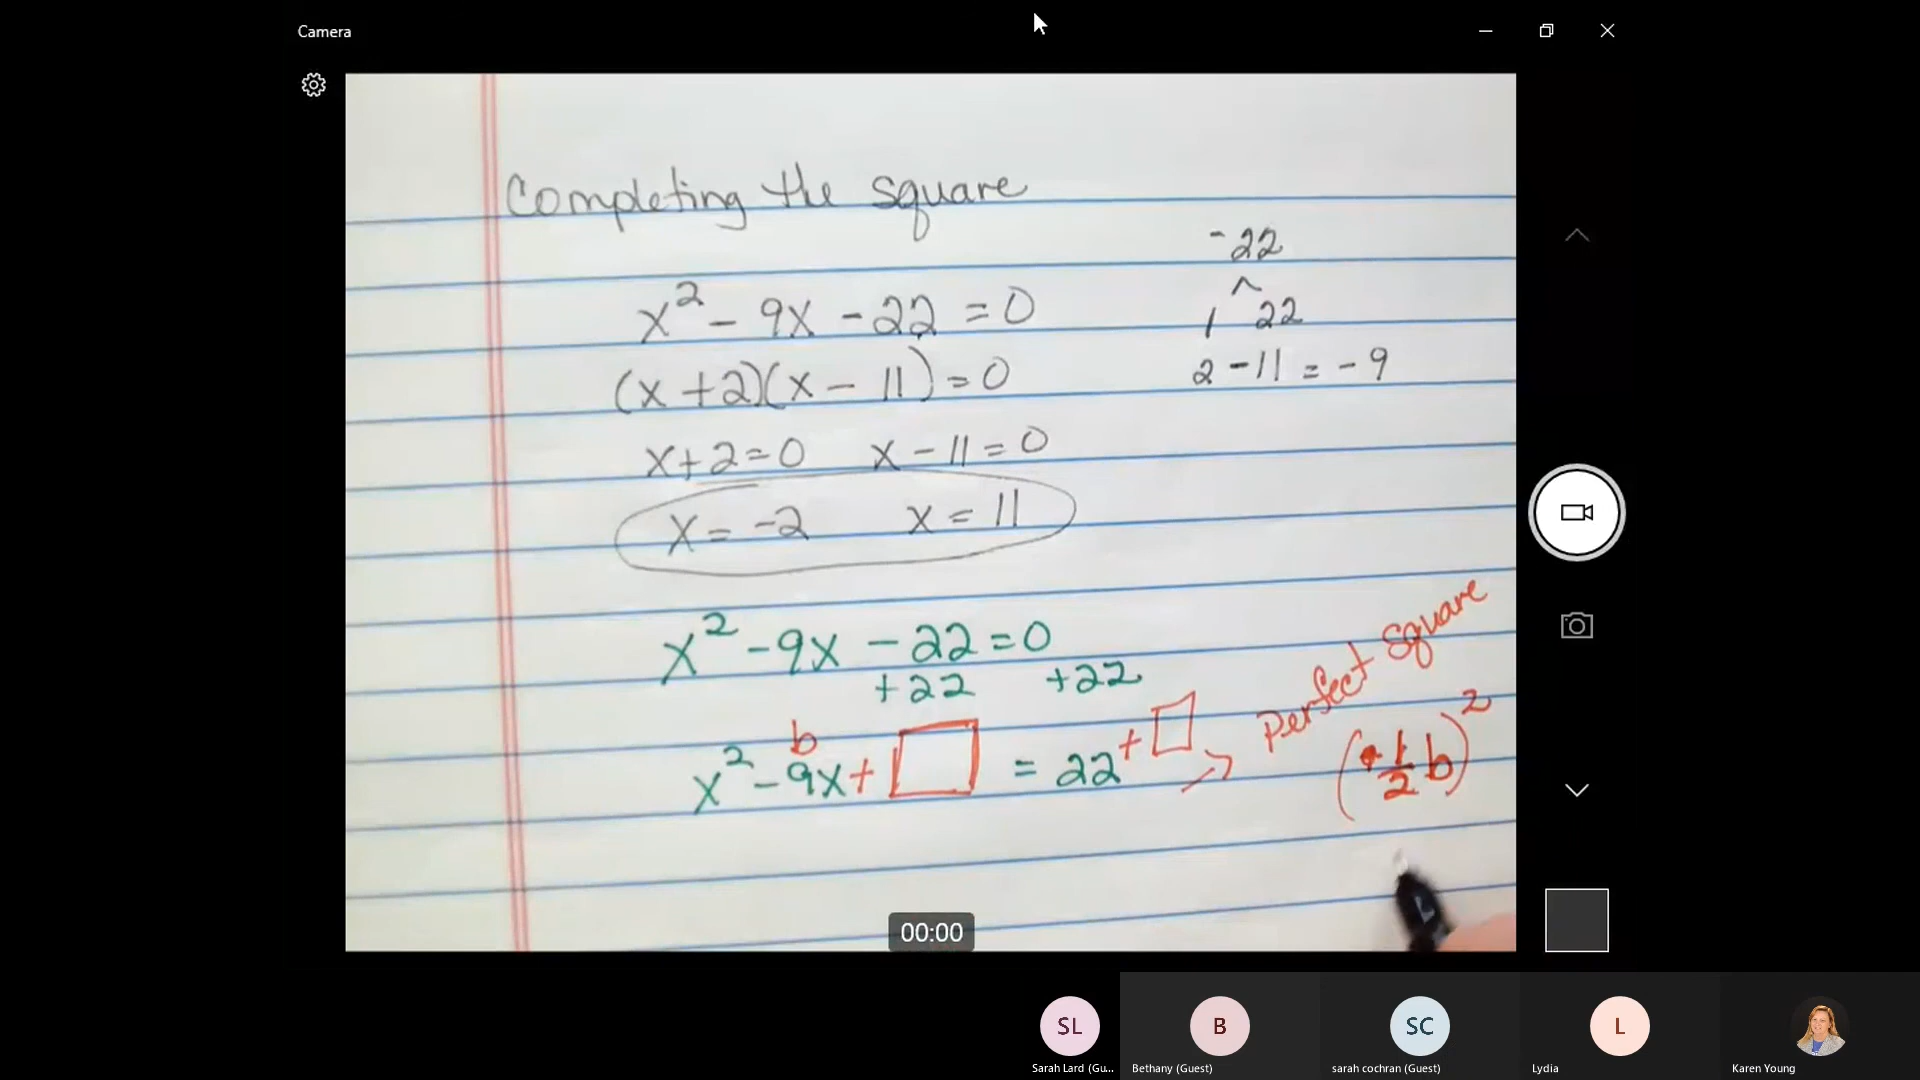 Camera
Completing the square
x² - 9x - 22 = 0
(x + 2)(x - 11) = 0
x + 2 = 0 x - 11 = 0
x = -2 x = 11
-22
^
1 22
2 - 11 = - 9
x² - 9x - 22 = 0
+22 +22
b
x² - 9x + □ = 22 + □
→ Perfect Square
(1/2 b)²
00:00
SL
B
SC
L
Sarah Lard (Gu...
Bethany (Guest)
sarah cochran (Guest)
Lydia
Karen Young